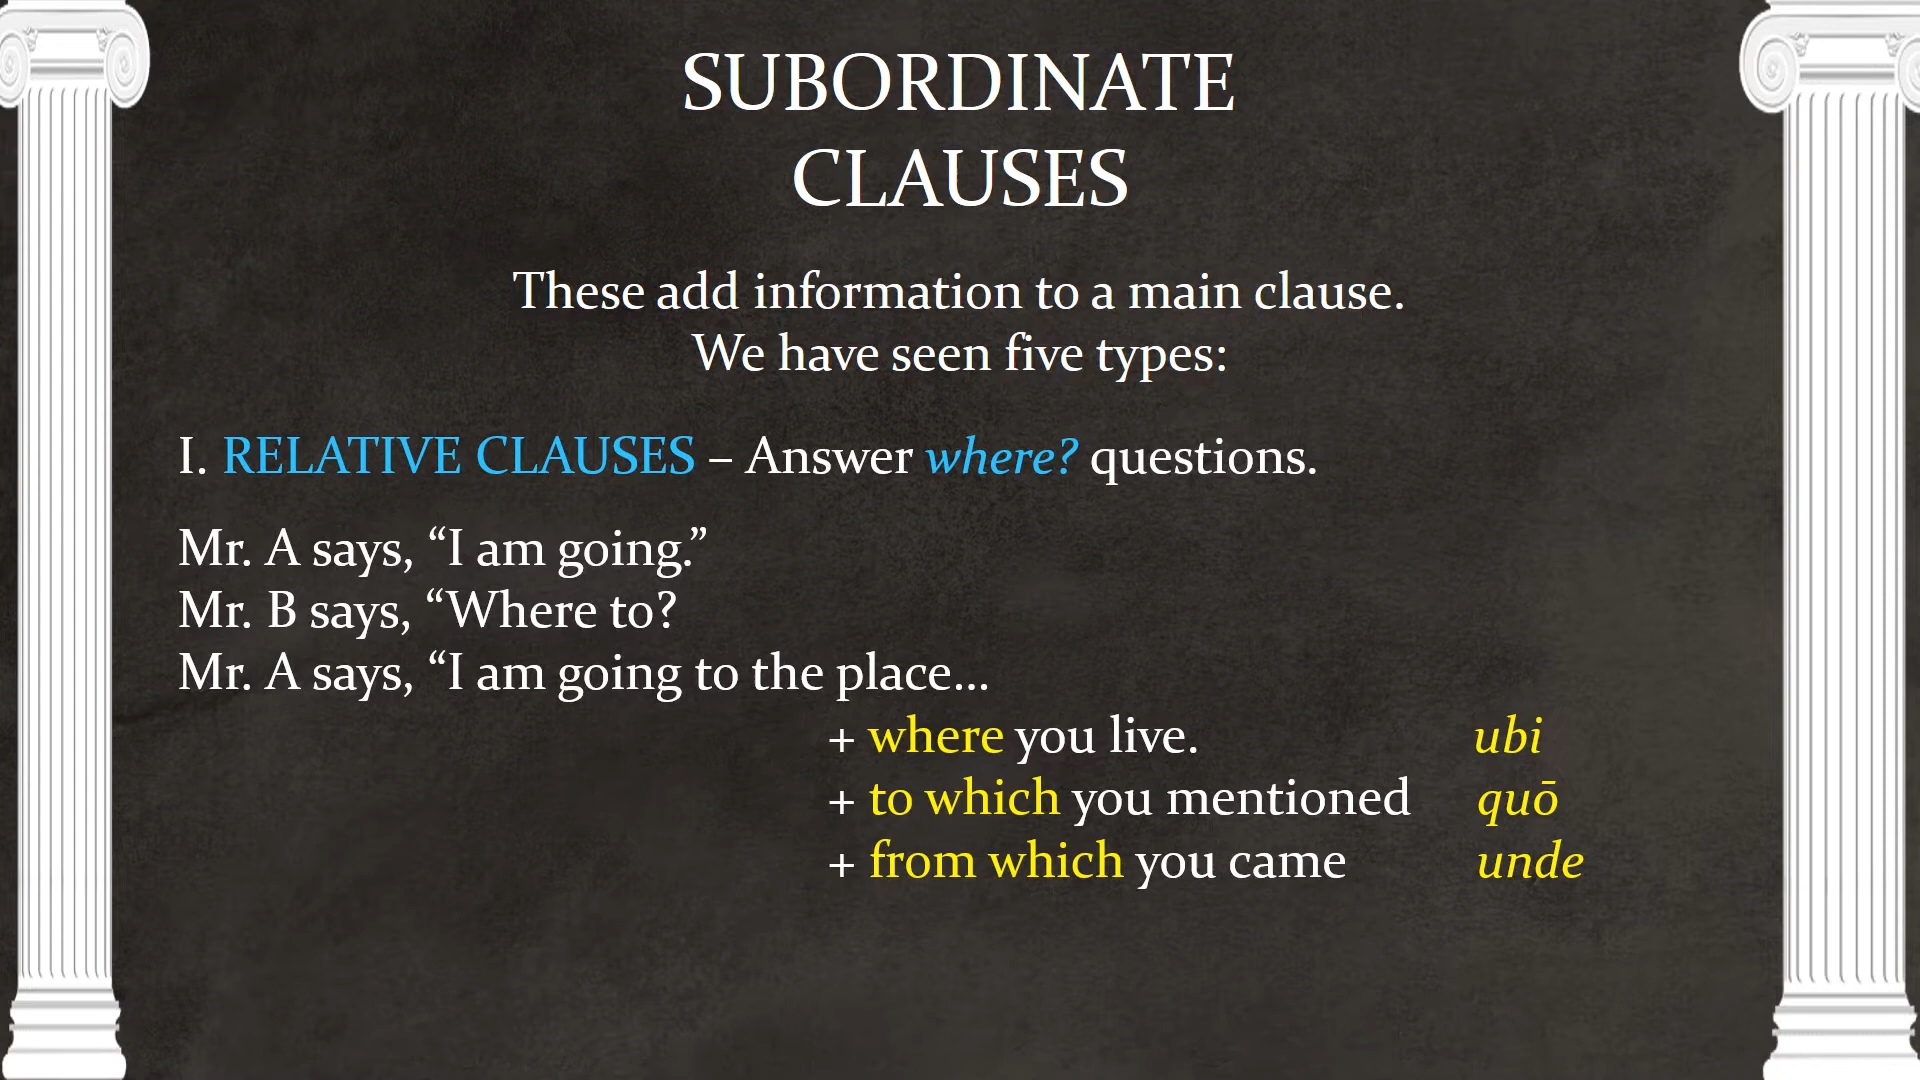 SUBORDINATE
CLAUSES
These add information to a main clause.
We have seen five types:
I. RELATIVE CLAUSES – Answer where? questions.
Mr. A says, “I am going.”
Mr. B says, “Where to?
Mr. A says, “I am going to the place…
+ where you live. ubi
+ to which you mentioned quō
+ from which you came unde